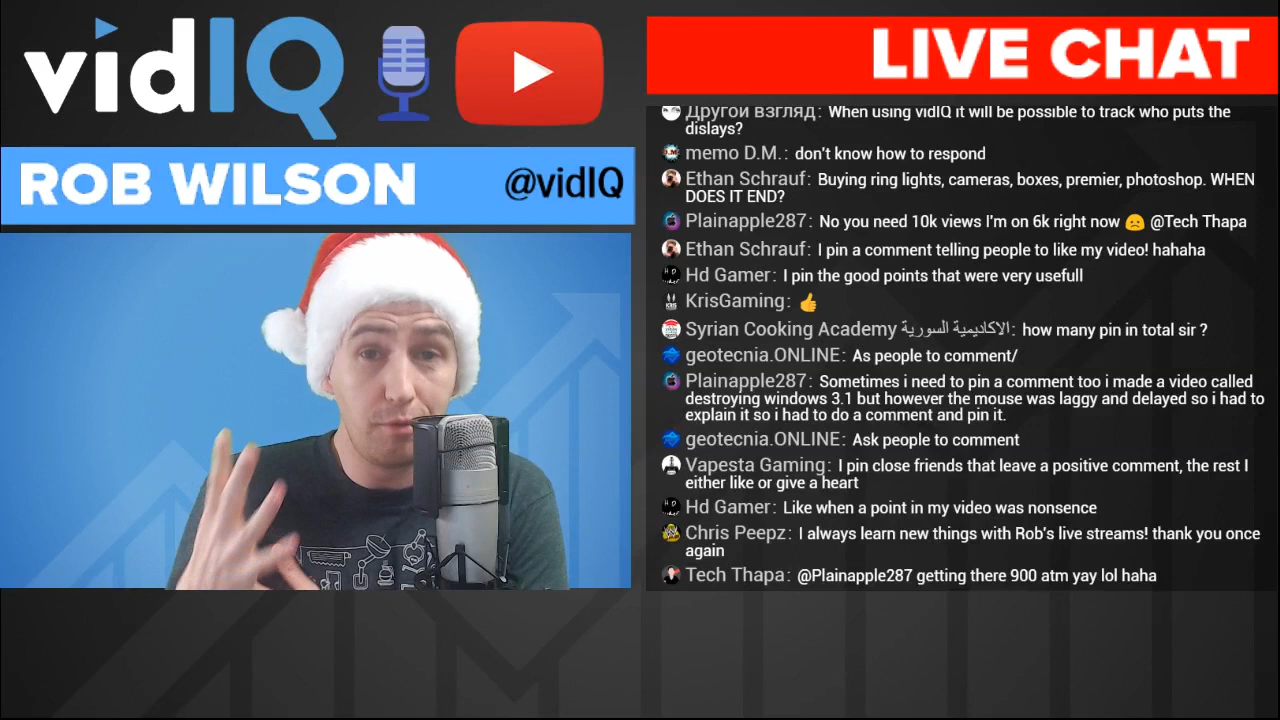 vidIQ
ROB WILSON
@vidIQ
LIVE CHAT
Другой взгляд: When using vidIQ it will be possible to track who puts the
dislays?
memo D.M.: don't know how to respond
Ethan Schrauf: Buying ring lights, cameras, boxes, premier, photoshop. WHEN
DOES IT END?
Plainapple287: No you need 10k views I'm on 6k right now 🙁 @Tech Thapa
Ethan Schrauf: I pin a comment telling people to like my video! hahaha
Hd Gamer: I pin the good points that were very usefull
KrisGaming: 👍
Syrian Cooking Academy الاكاديمية السورية: how many pin in total sir ?
geotecnia.ONLINE: As people to comment/
Plainapple287: Sometimes i need to pin a comment too i made a video called
destroying windows 3.1 but however the mouse was laggy and delayed so i had to
explain it so i had to do a comment and pin it.
geotecnia.ONLINE: Ask people to comment
Vapesta Gaming: I pin close friends that leave a positive comment, the rest I
either like or give a heart
Hd Gamer: Like when a point in my video was nonsence
Chris Peepz: I always learn new things with Rob's live streams! thank you once
again
Tech Thapa: @Plainapple287 getting there 900 atm yay lol haha